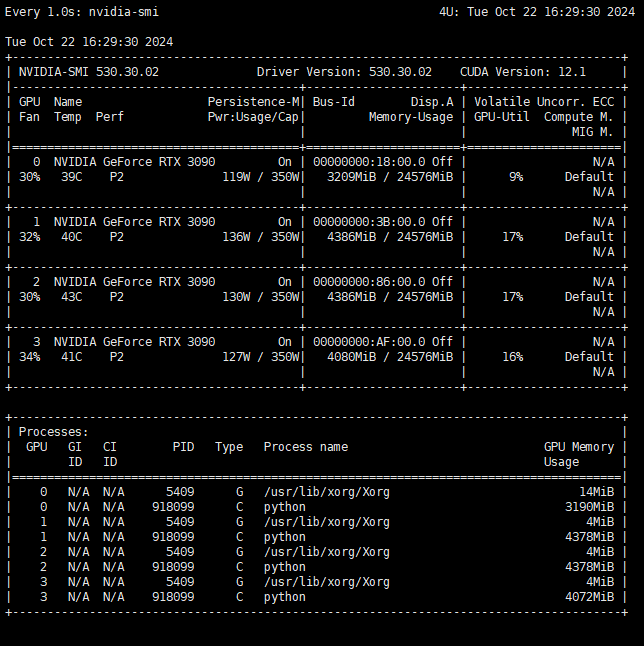 Every 1.0s: nvidia-smi                                        4U: Tue Oct 22 16:29:30 2024

Tue Oct 22 16:29:30 2024
+---------------------------------------------------------------------------------------+
| NVIDIA-SMI 530.30.02              Driver Version: 530.30.02    CUDA Version: 12.1     |
|-----------------------------------------+----------------------+----------------------+
| GPU  Name                  Persistence-M| Bus-Id        Disp.A | Volatile Uncorr. ECC |
| Fan  Temp  Perf            Pwr:Usage/Cap|         Memory-Usage | GPU-Util  Compute M. |
|                                         |                      |               MIG M. |
|=========================================+======================+======================|
|   0  NVIDIA GeForce RTX 3090         On | 00000000:18:00.0 Off |                  N/A |
| 30%   39C    P2              119W / 350W|   3209MiB / 24576MiB |      9%      Default |
|                                         |                      |                  N/A |
+-----------------------------------------+----------------------+----------------------+
|   1  NVIDIA GeForce RTX 3090         On | 00000000:3B:00.0 Off |                  N/A |
| 32%   40C    P2              136W / 350W|   4386MiB / 24576MiB |     17%      Default |
|                                         |                      |                  N/A |
+-----------------------------------------+----------------------+----------------------+
|   2  NVIDIA GeForce RTX 3090         On | 00000000:86:00.0 Off |                  N/A |
| 30%   43C    P2              130W / 350W|   4386MiB / 24576MiB |     17%      Default |
|                                         |                      |                  N/A |
+-----------------------------------------+----------------------+----------------------+
|   3  NVIDIA GeForce RTX 3090         On | 00000000:AF:00.0 Off |                  N/A |
| 34%   41C    P2              127W / 350W|   4080MiB / 24576MiB |     16%      Default |
|                                         |                      |                  N/A |
+-----------------------------------------+----------------------+----------------------+

+---------------------------------------------------------------------------------------+
| Processes:                                                                            |
|  GPU   GI   CI        PID   Type   Process name                            GPU Memory |
|        ID   ID                                                             Usage      |
|=======================================================================================|
|    0   N/A  N/A      5409      G   /usr/lib/xorg/Xorg                           14MiB |
|    0   N/A  N/A    918099      C   python                                     3190MiB |
|    1   N/A  N/A      5409      G   /usr/lib/xorg/Xorg                            4MiB |
|    1   N/A  N/A    918099      C   python                                     4378MiB |
|    2   N/A  N/A      5409      G   /usr/lib/xorg/Xorg                            4MiB |
|    2   N/A  N/A    918099      C   python                                     4378MiB |
|    3   N/A  N/A      5409      G   /usr/lib/xorg/Xorg                            4MiB |
|    3   N/A  N/A    918099      C   python                                     4072MiB |
+---------------------------------------------------------------------------------------+